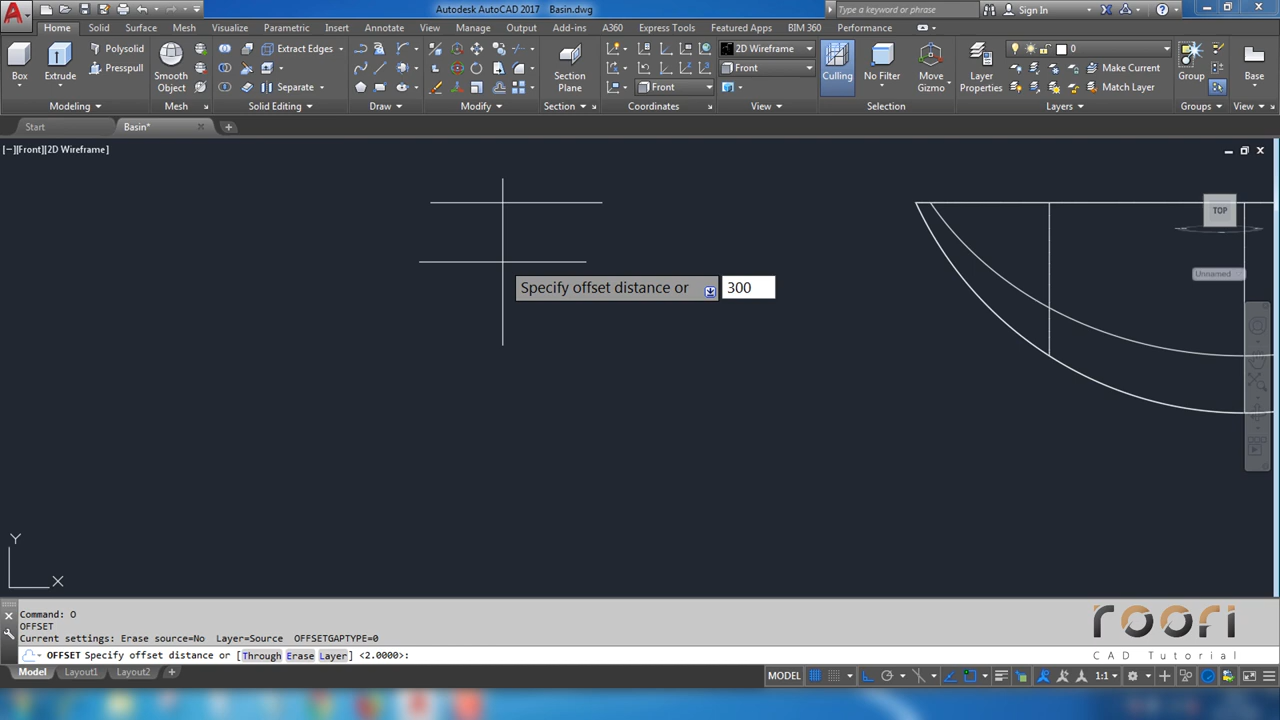 Autodesk AutoCAD 2017 Basin.dwg
Type a keyword or phrase
Sign In
Home Solid Surface Mesh Visualize Parametric Insert Annotate View Manage Output Add-ins A360 Express Tools Featured Apps BIM 360 Performance
Box
Extrude
Polysolid
Presspull
Modeling
Smooth Object
Mesh
Extrude Edges
Separate
Solid Editing
Draw
Modify
Section Plane
Section
Coordinates
2D Wireframe
Front
Front
View
Culling
No Filter
Move Gizmo
Selection
Layer Properties
0
Make Current
Match Layer
Layers
Group
Groups
Base
View
Start
Basin*
[−][Front][2D Wireframe]
TOP
Unnamed
Specify offset distance or 300
Y
X
Command: O
OFFSET
Current settings: Erase source=No Layer=Source OFFSETGAPTYPE=0
OFFSET Specify offset distance or [Through Erase Layer] <2.0000>:
roori
CAD Tutorial
Model Layout1 Layout2
MODEL
1:1